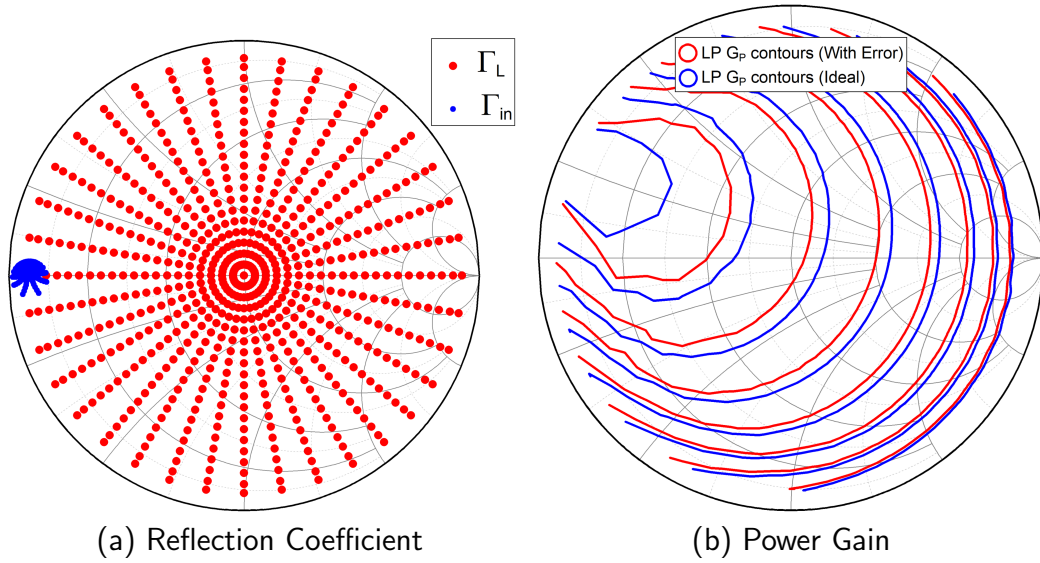 Γ_L
Γ_in
LP G_P contours (With Error)
LP G_P contours (Ideal)
(a) Reflection Coefficient
(b) Power Gain